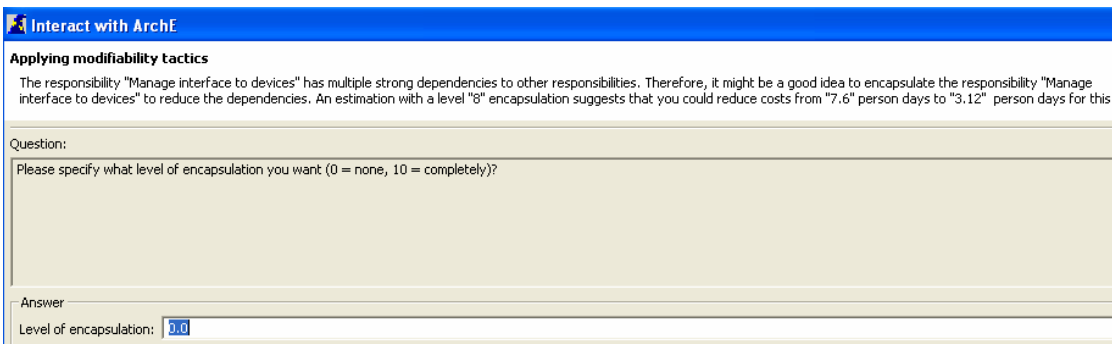 Interact with ArchE
Applying modifiability tactics
The responsibility "Manage interface to devices" has multiple strong dependencies to other responsibilities. Therefore, it might be a good idea to encapsulate the responsibility "Manage
interface to devices" to reduce the dependencies. An estimation with a level "8" encapsulation suggests that you could reduce costs from "7.6" person days to "3.12" person days for this
Question:
Please specify what level of encapsulation you want (0 = none, 10 = completely)?
Answer
Level of encapsulation: 0.0